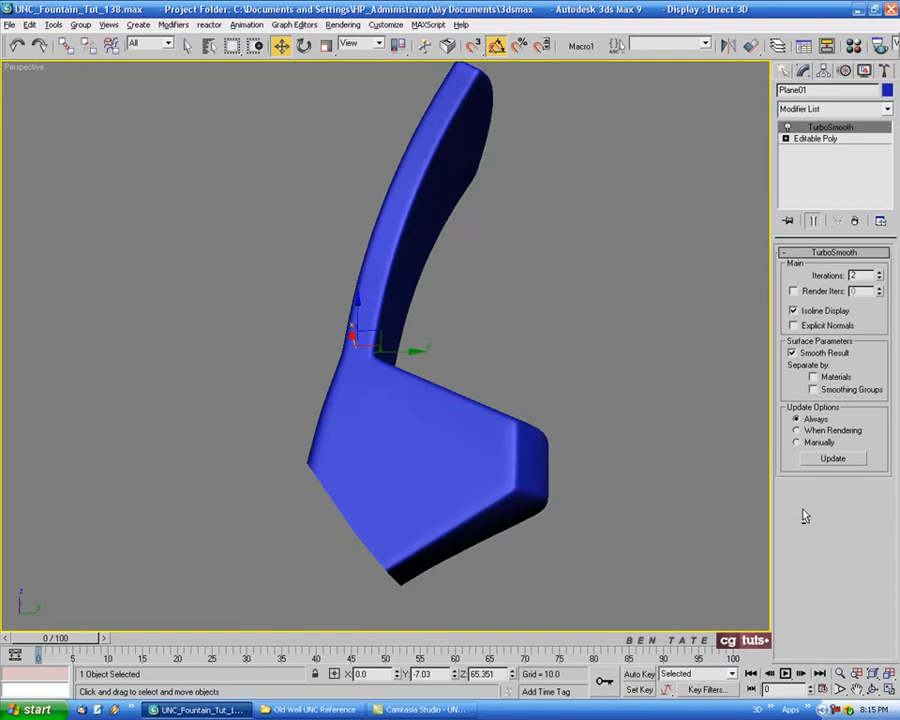 UNC_Fountain_Tut_138.max - Project Folder: C:\Documents and Settings\HP_Administrator\My Documents\3dsmax - Autodesk 3ds Max 9 - Display : Direct 3D
File Edit Tools Group Views Create Modifiers reactor Animation Graph Editors Rendering Customize MAXScript Help
All View Macro1
Perspective
Plane01
Modifier List
TurboSmooth
Editable Poly
TurboSmooth
Main
Iterations: 2
Render Iters: 0
Isoline Display
Explicit Normals
Surface Parameters
Smooth Result
Separate by:
Materials
Smoothing Groups
Update Options
Always
When Rendering
Manually
Update
z
BEN TATE cg tuts+
0 / 100
0 5 10 15 20 25 30 35 40 45 50 55 60 65 70 75 80 85 90 95 100
1 Object Selected X: 0.0 Y: -7.03 Z: 65.351 Grid = 10.0 Auto Key Selected
Click and drag to select and move objects Add Time Tag Set Key Key Filters... 0
start UNC_Fountain_Tut_1... Old Well UNC Reference Camtasia Studio - UN... 3D Apps 8:15 PM